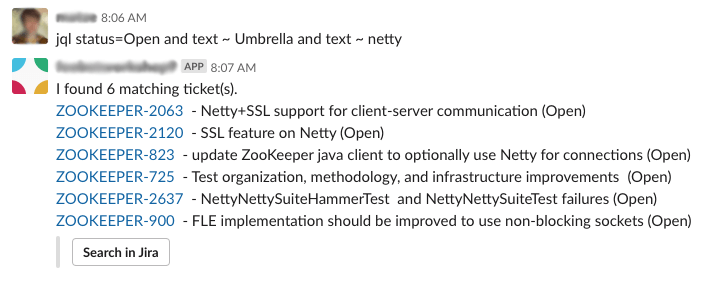 8:06 AM
jql status=Open and text ~ Umbrella and text ~ netty
APP 8:07 AM
I found 6 matching ticket(s).
ZOOKEEPER-2063 - Netty+SSL support for client-server communication (Open)
ZOOKEEPER-2120 - SSL feature on Netty (Open)
ZOOKEEPER-823 - update ZooKeeper java client to optionally use Netty for connections (Open)
ZOOKEEPER-725 - Test organization, methodology, and infrastructure improvements (Open)
ZOOKEEPER-2637 - NettyNettySuiteHammerTest and NettyNettySuiteTest failures (Open)
ZOOKEEPER-900 - FLE implementation should be improved to use non-blocking sockets (Open)
Search in Jira